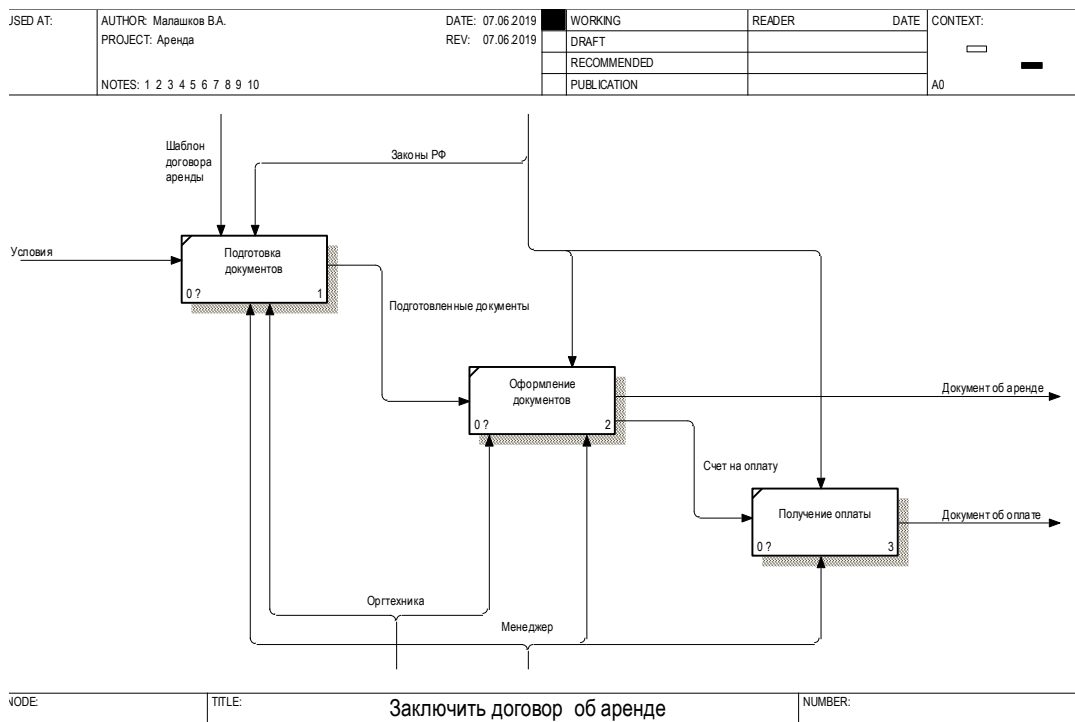 USED AT:
AUTHOR: Малашков В.А.
DATE: 07.06.2019
WORKING
READER
DATE
CONTEXT:
PROJECT: Аренда
REV: 07.06.2019
DRAFT
RECOMMENDED
NOTES: 1 2 3 4 5 6 7 8 9 10
PUBLICATION
A0
Шаблон
договора
аренды
Законы РФ
Условия
Подготовка
документов
0 ?
1
Подготовленные документы
Оформление
документов
0 ?
2
Документ об аренде
Счет на оплату
Получение оплаты
0 ?
3
Документ об оплате
Оргтехника
Менеджер
NODE:
TITLE:
Заключить договор об аренде
NUMBER: